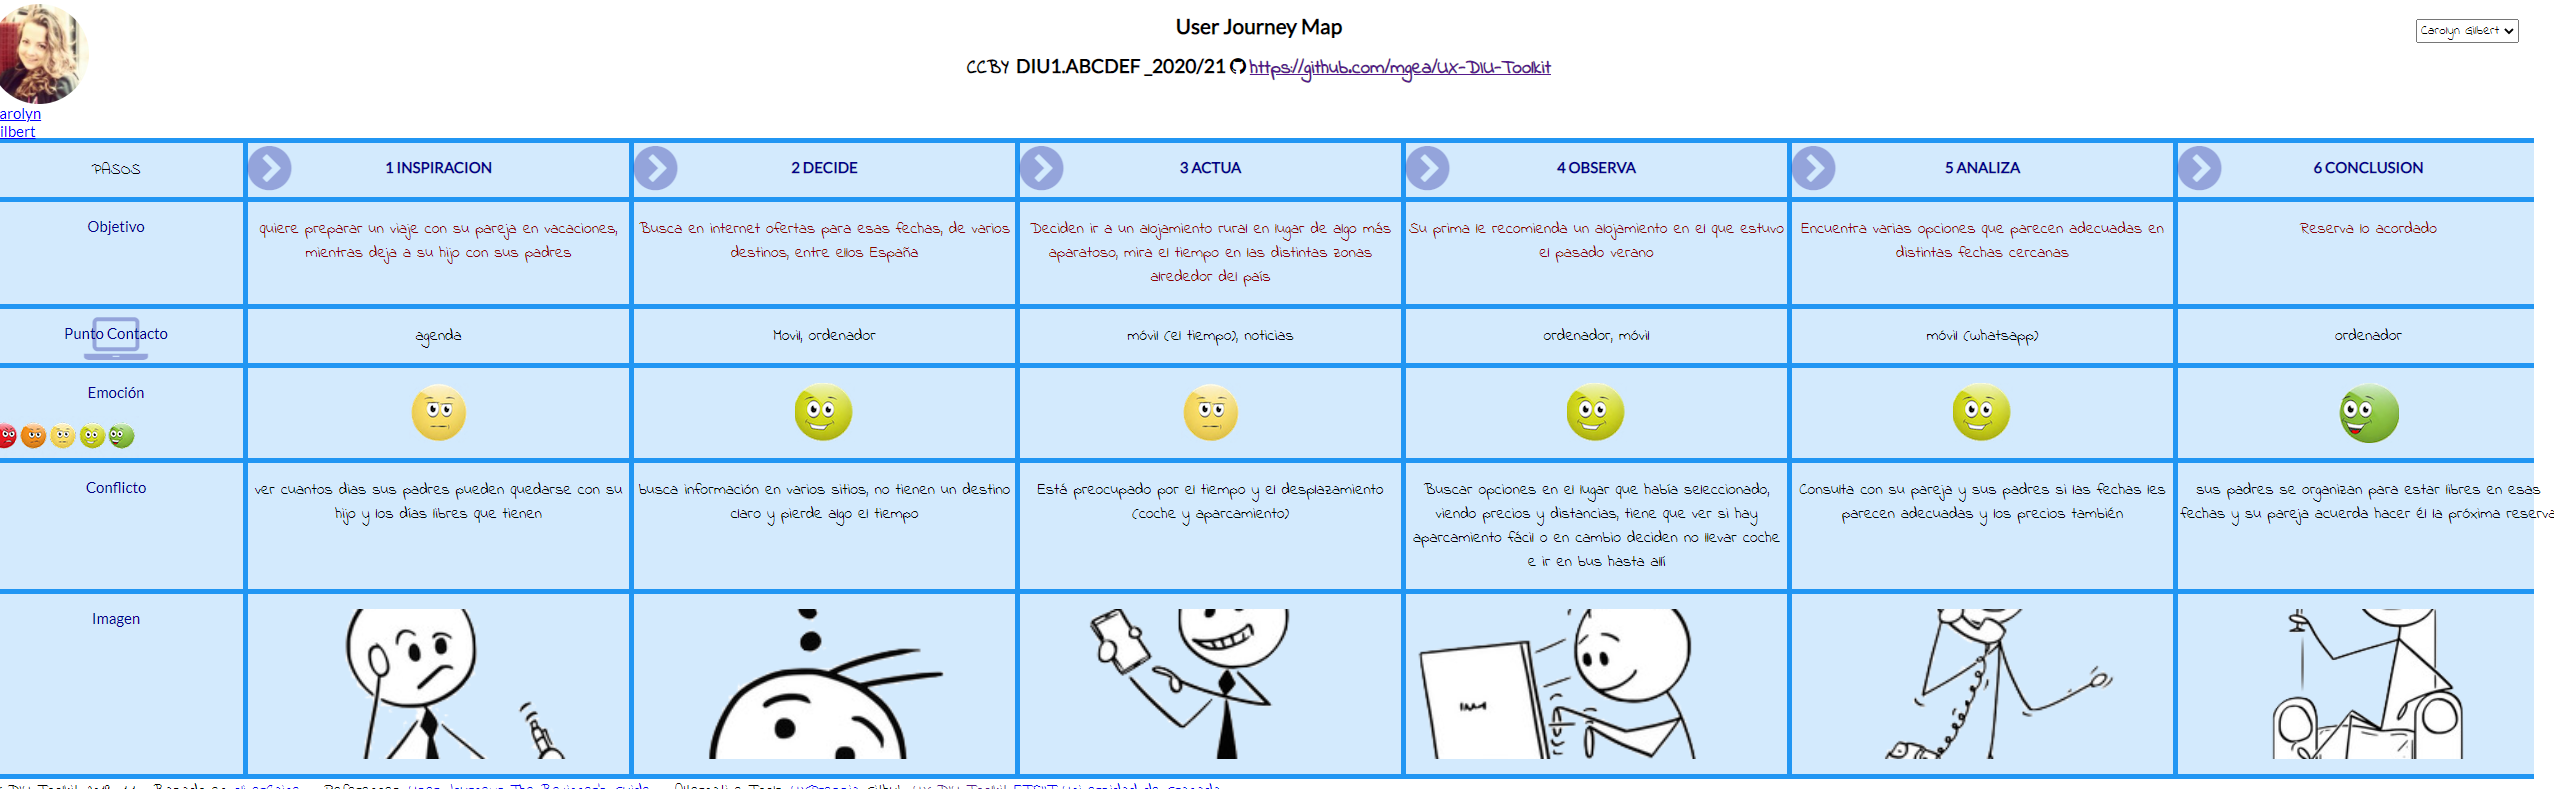 User Journey Map
Carolyn Gilbert
CCBY DIU1.ABCDEF _2020/21 https://github.com/mgea/UX-DIU-Toolkit
arolyn
ilbert
PASOS
1 INSPIRACION
2 DECIDE
3 ACTUA
4 OBSERVA
5 ANALIZA
6 CONCLUSION
Objetivo
quiere preparar un viaje con su pareja en vacaciones,
mientras deja a su hijo con sus padres
Busca en internet ofertas para esas fechas, de varios
destinos, entre ellos España
Deciden ir a un alojamiento rural en lugar de algo más
aparatoso, mira el tiempo en las distintas zonas
alrededor del país
Su prima le recomienda un alojamiento en el que estuvo
el pasado verano
Encuentra varias opciones que parecen adecuadas en
distintas fechas cercanas
Reserva lo acordado
Punto Contacto
agenda
Movil, ordenador
móvil (el tiempo), noticias
ordenador, móvil
móvil (whatsapp)
ordenador
Emoción
Conflicto
ver cuantos dias sus padres pueden quedarse con su
hijo y los días libres que tienen
busca información en varios sitios, no tienen un destino
claro y pierde algo el tiempo
Está preocupado por el tiempo y el desplazamiento
(coche y aparcamiento)
Buscar opciones en el lugar que había seleccionado,
viendo precios y distancias, tiene que ver si hay
aparcamiento fácil o en cambio deciden no llevar coche
e ir en bus hasta allí
Consulta con su pareja y sus padres si las fechas les
parecen adecuadas y los precios también
sus padres se organizan para estar libres en esas
fechas y su pareja acuerda hacer él la próxima reserva
Imagen